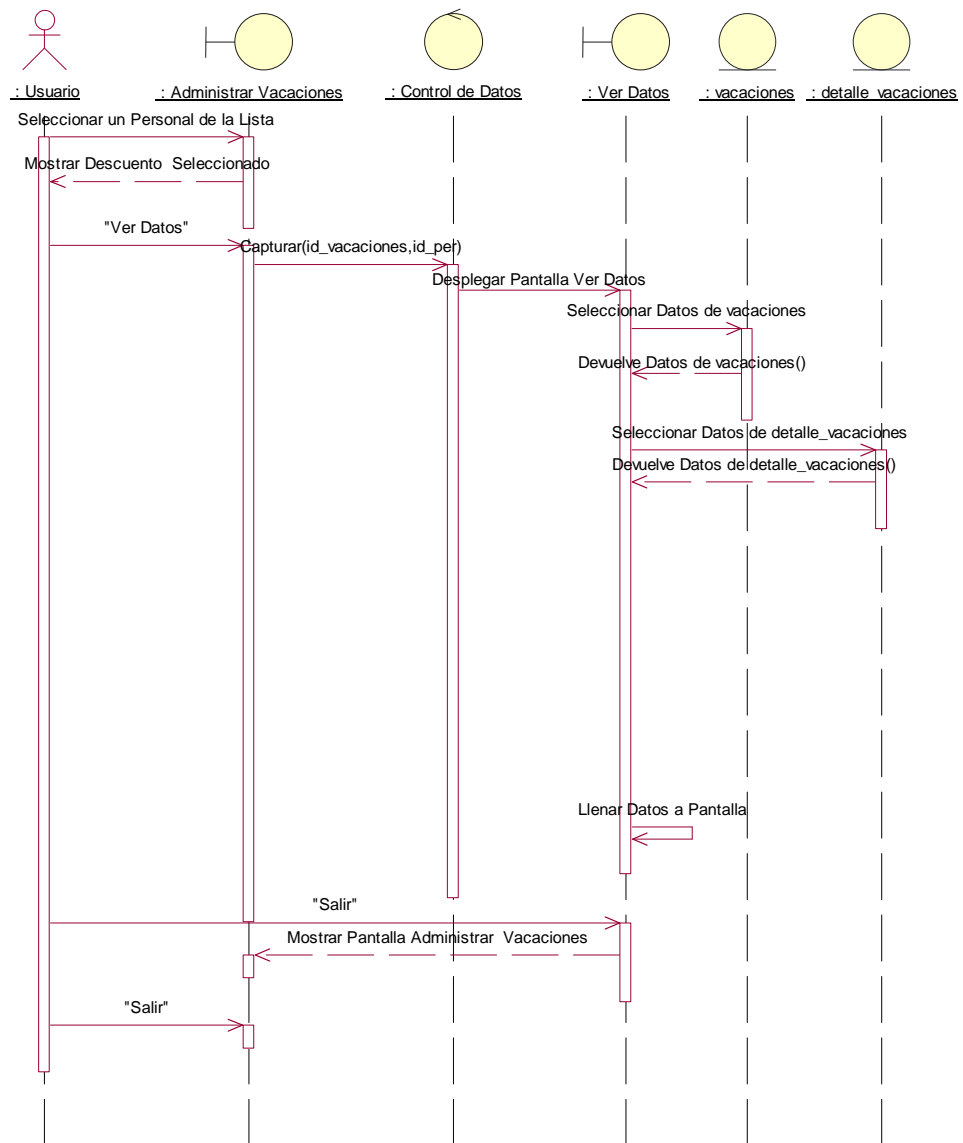 : Usuario
: Administrar Vacaciones
: Control de Datos
: Ver Datos
: vacaciones
: detalle_vacaciones
Seleccionar un Personal de la Lista
Mostrar Descuento Seleccionado
"Ver Datos"
Capturar(id_vacaciones,id_per)
Desplegar Pantalla Ver Datos
Seleccionar Datos de vacaciones
Devuelve Datos de vacaciones()
Seleccionar Datos de detalle_vacaciones
Devuelve Datos de detalle_vacaciones()
Llenar Datos a Pantalla
"Salir"
Mostrar Pantalla Administrar Vacaciones
"Salir"